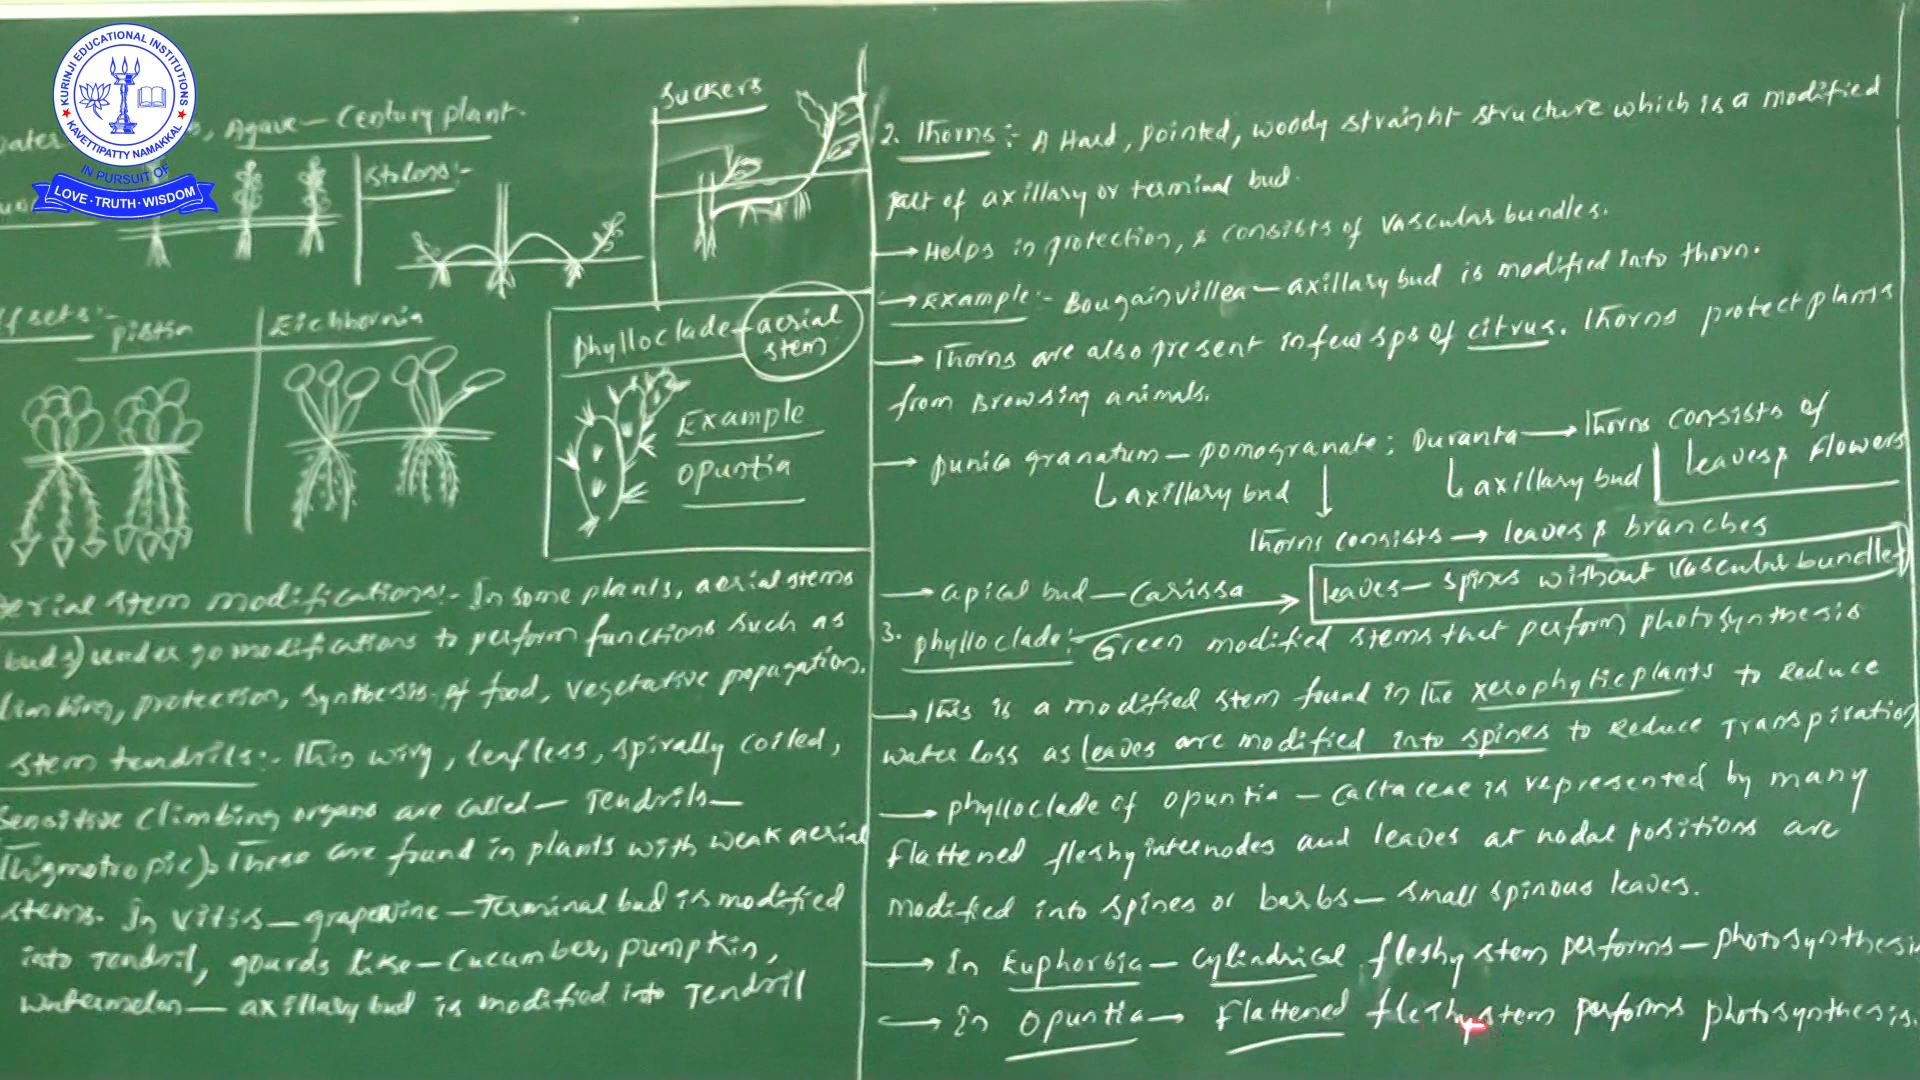 KURINJI EDUCATIONAL INSTITUTIONS
KAVETTIPATTY NAMAKKAL
IN PURSUIT OF
LOVE · TRUTH · WISDOM
, Agave - Century plant.
Stolons:-
Suckers
Pistia
Eichhornia
Phylloclade - aerial
stem
Example
Opuntia
stem modifications:- In some plants, aerial stems
buds) under go modifications to perform functions such as
protection, synthesis of food, vegetative propagation.
Stem tendrils:- Thin wiry, leafless, spirally coiled,
Sensitive climbing organs are called - Tendrils -
Thigmotropic). These are found in plants with weak aerial
stems. In Vitis - grapevine - Terminal bud is modified
into Tendril, gourds like - Cucumber, pumpkin,
watermelon - axillary bud is modified into Tendril
2. Thorns :- A Hard, pointed, woody straight structure which is a modified
part of axillary or terminal bud.
→ Helps in protection, & consists of vascular bundles.
→ Example:- Bougainvillea - axillary bud is modified into thorn.
→ Thorns are also present in few sps of citrus. Thorns protect plants
from Browsing animals.
→ punica granatum - pomogranate; Duranta → Thorns consists of
axillary bud
axillary bud
leaves & flowers
Thorns consists → leaves & branches
→ apical bud - Carissa
leaves - spines without vascular bundles
3. phylloclade:- Green modified stems that perform photosynthesis
→ This is a modified stem found in the xerophytic plants to Reduce
water loss as leaves are modified into spines to Reduce Transpiration
→ phylloclade of opuntia - Cactaceae is represented by many
flattened fleshy internodes and leaves at nodal positions are
modified into spines or barbs - small spinous leaves.
→ In Euphorbia - Cylindrical fleshy stem performs - photosynthesis
→ In Opuntia → Flattened fleshy stem performs photosynthesis.